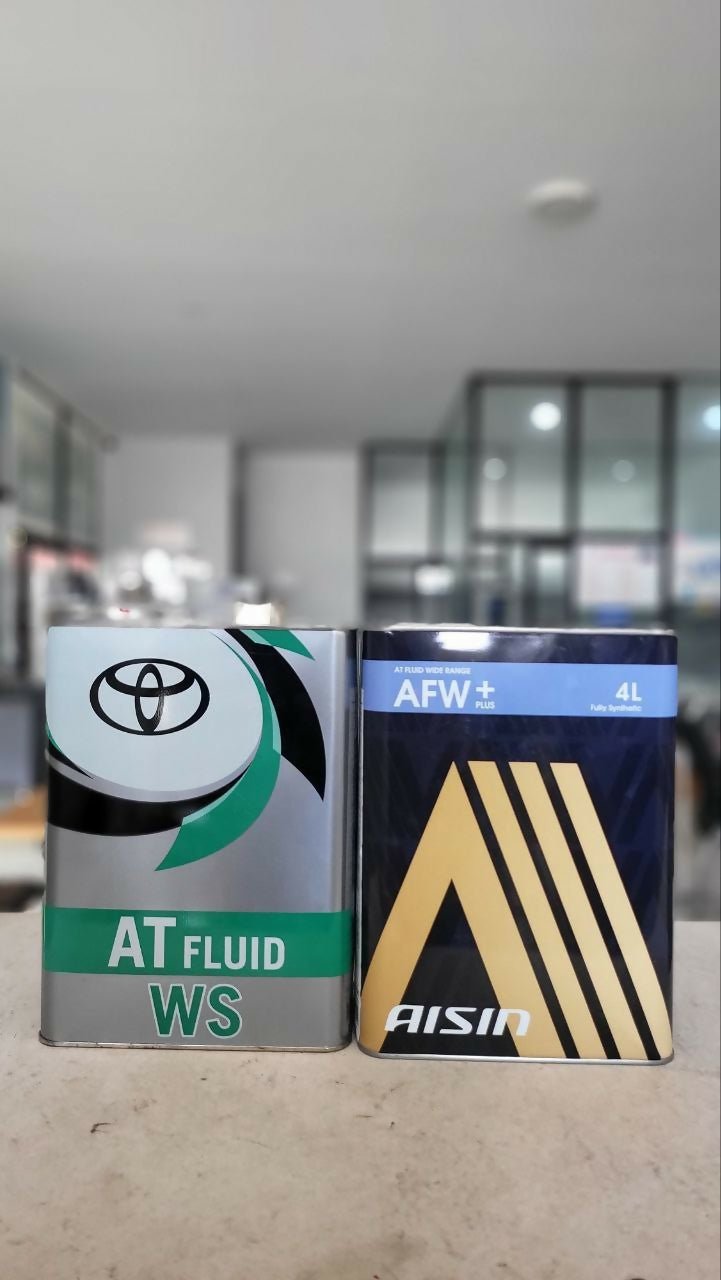 AT FLUID
WS
AT FLUID WIDE RANGE
AFW+
PLUS
4L
Fully Synthetic
AISIN